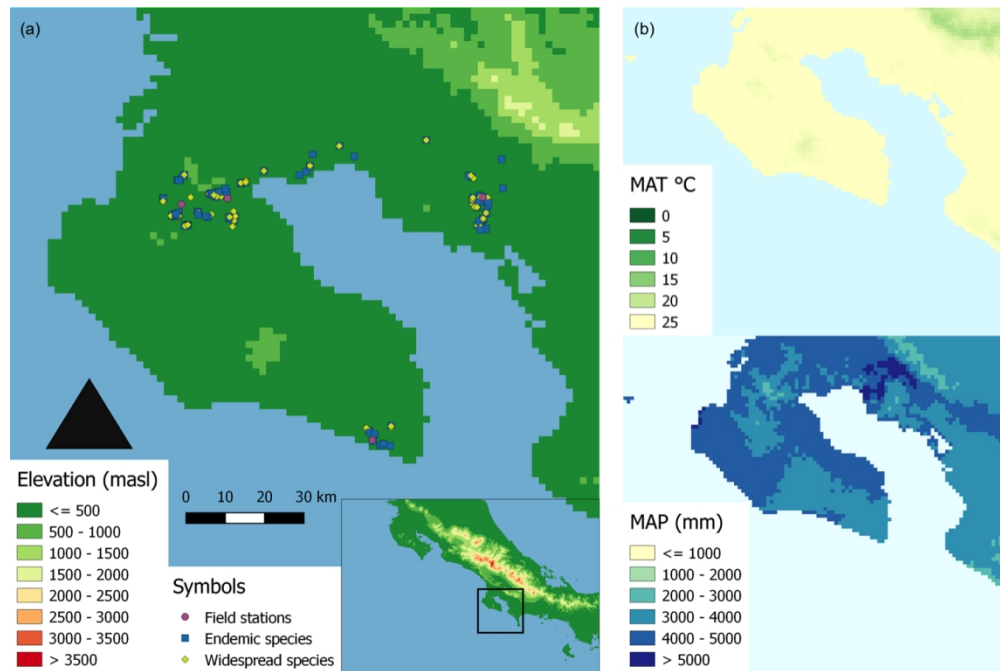 (a)
Elevation (masl)
<= 500
500 - 1000
1000 - 1500
1500 - 2000
2000 - 2500
2500 - 3000
3000 - 3500
> 3500
0 10 20 30 km
Symbols
Field stations
Endemic species
Widespread species
(b)
MAT °C
0
5
10
15
20
25
MAP (mm)
<= 1000
1000 - 2000
2000 - 3000
3000 - 4000
4000 - 5000
> 5000